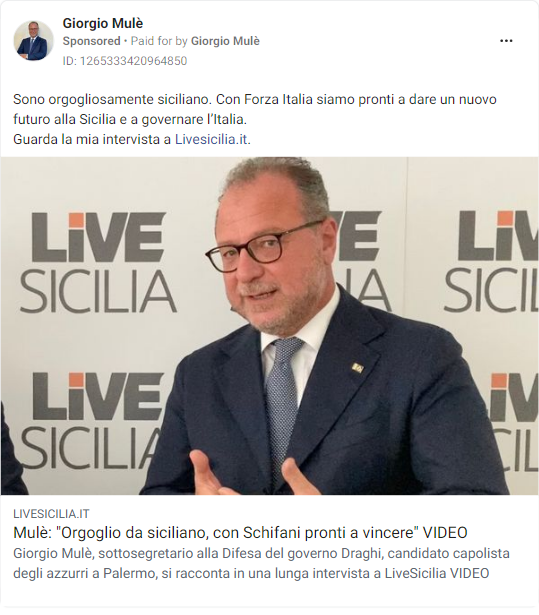 Giorgio Mulè
Sponsored • Paid for by Giorgio Mulè
ID: 1265333420964850
Sono orgogliosamente siciliano. Con Forza Italia siamo pronti a dare un nuovo
futuro alla Sicilia e a governare l'Italia.
Guarda la mia intervista a Livesicilia.it.
LiVE
SICILIA
LiVE
SICILIA
LiVE
SICILIA
LIVESICILIA.IT
Mulè: "Orgoglio da siciliano, con Schifani pronti a vincere" VIDEO
Giorgio Mulè, sottosegretario alla Difesa del governo Draghi, candidato capolista
degli azzurri a Palermo, si racconta in una lunga intervista a LiveSicilia VIDEO